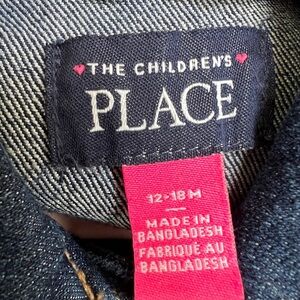 THE CHILDREN'S
PLACE
12-18 M
MADE IN
BANGLADESH
FABRIQUÉ AU
BANGLADESH